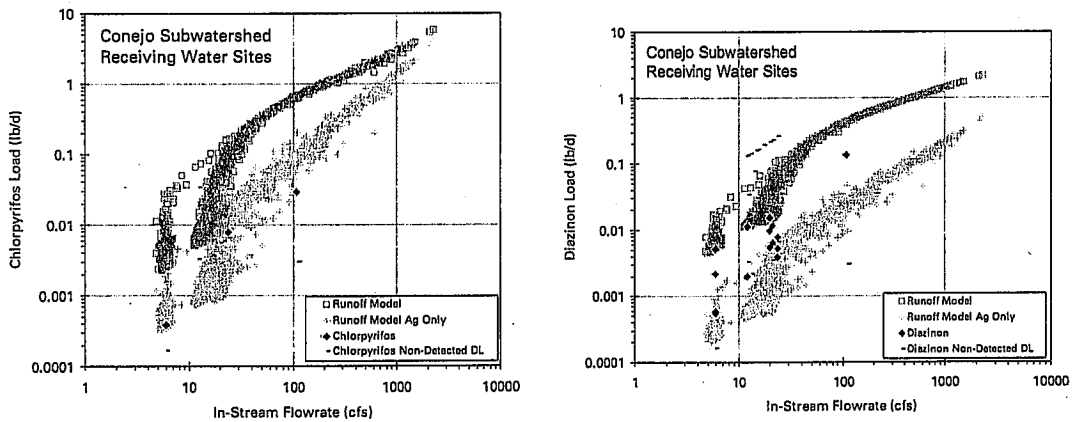 Conejo Subwatershed
Receiving Water Sites
Chlorpyrifos Load (lb/d)
10
1
0.1
0.01
0.001
0.0001
□ Runoff Model
Runoff Model Ag Only
◆ Chlorpyrifos
- Chlorpyrifos Non-Detected DL
1
10
100
1000
10000
In-Stream Flowrate (cfs)
Conejo Subwatershed
Receiving Water Sites
Diazinon Load (lb/d)
10
1
0.1
0.01
0.001
0.0001
□ Runoff Model
Runoff Model Ag Only
◆ Diazinon
- Diazinon Non-Detected DL
1
10
100
1000
10000
In-Stream Flowrate (cfs)